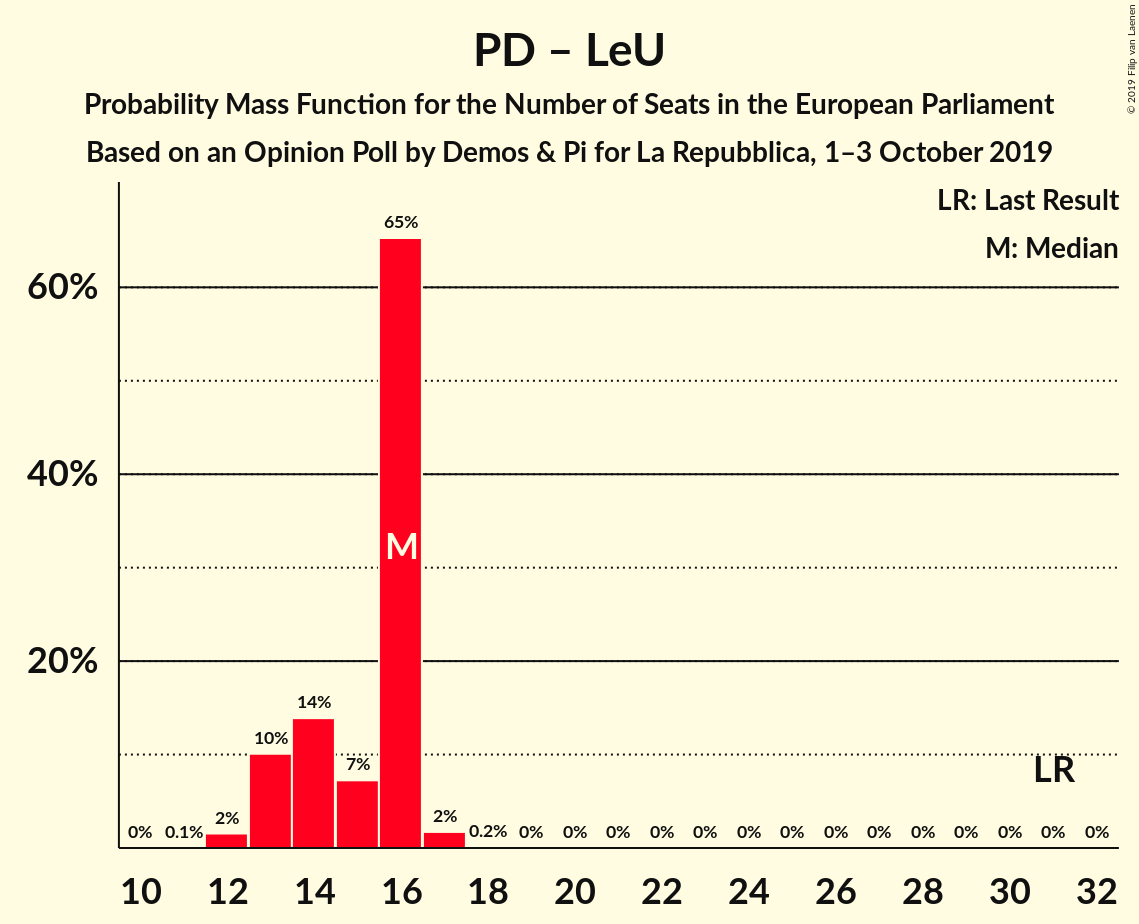 PD – LeU
Probability Mass Function for the Number of Seats in the European Parliament
Based on an Opinion Poll by Demos & Pi for La Repubblica, 1–3 October 2019
© 2019 Filip van Laenen
LR: Last Result
M: Median
60%
40%
20%
0% 0.1% 2% 10% 14% 7% 65% 2% 0.2% 0% 0% 0% 0% 0% 0% 0% 0% 0% 0% 0% 0% 0% 0%
M
LR
10 12 14 16 18 20 22 24 26 28 30 32